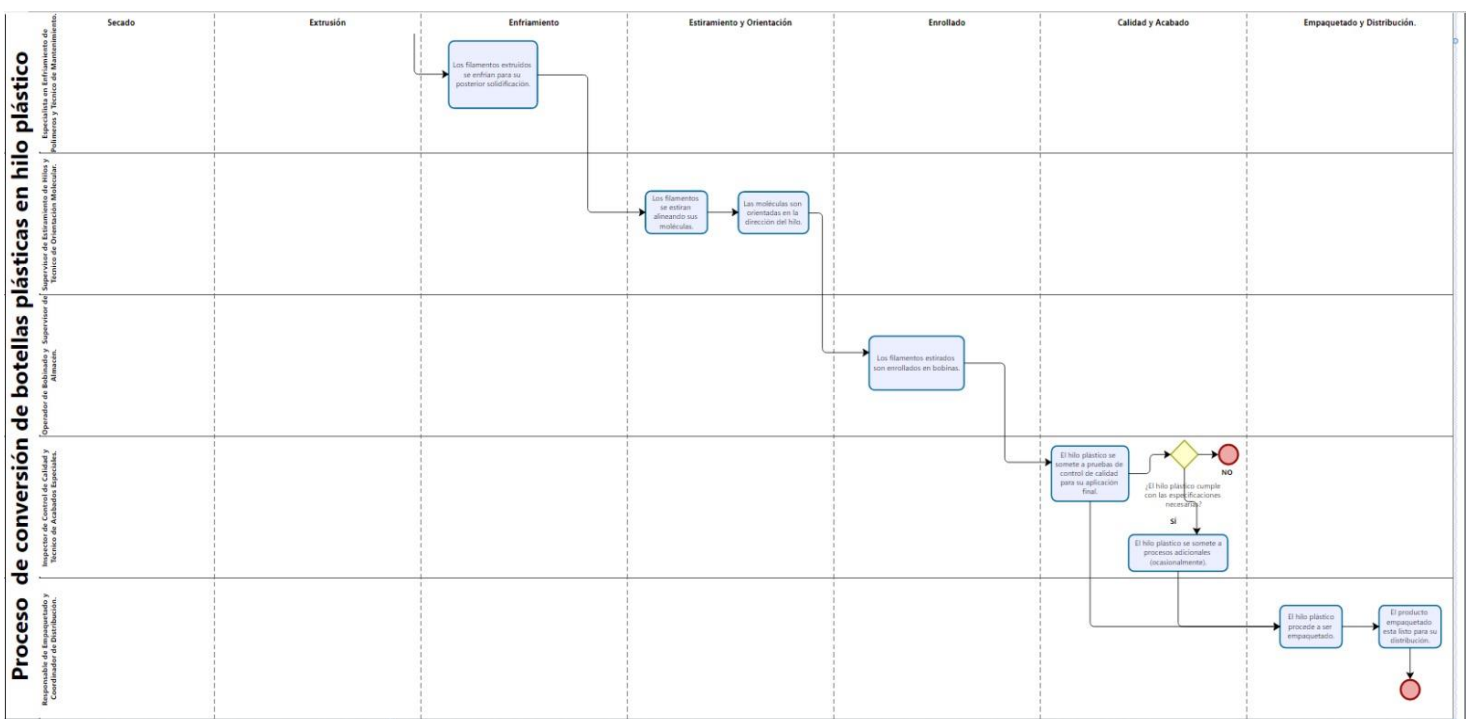 Proceso de conversión de botellas plásticas en hilo plástico
Secado
Extrusión
Enfriamiento
Estiramiento y Orientación
Enrollado
Calidad y Acabado
Empaquetado y Distribución.
Especialista en Enfriamiento de
Polímeros y Técnico de Mantenimiento.
Los filamentos extruidos
se enfrían para su
posterior solidificación.
Supervisor de Estiramiento de Hilos y
Técnico de Orientación Molecular.
Los filamentos
se estiran
alineando sus
moléculas.
Las moléculas son
orientadas en la
dirección del hilo.
Operador de Bobinado y Supervisor de
Almacén.
Los filamentos estirados
son enrollados en bobinas.
Inspector de Control de Calidad y
Técnico de Acabados Especiales.
El hilo plástico se
somete a pruebas de
control de calidad
para su aplicación
final.
¿El hilo plástico cumple
con las especificaciones
necesarias?
NO
SÍ
El hilo plástico se somete a
procesos adicionales
(ocasionalmente).
Responsable de Empaquetado y
Coordinador de Distribución.
El hilo plástico
procede a ser
empaquetado.
El producto
empaquetado
esta listo para su
distribución.